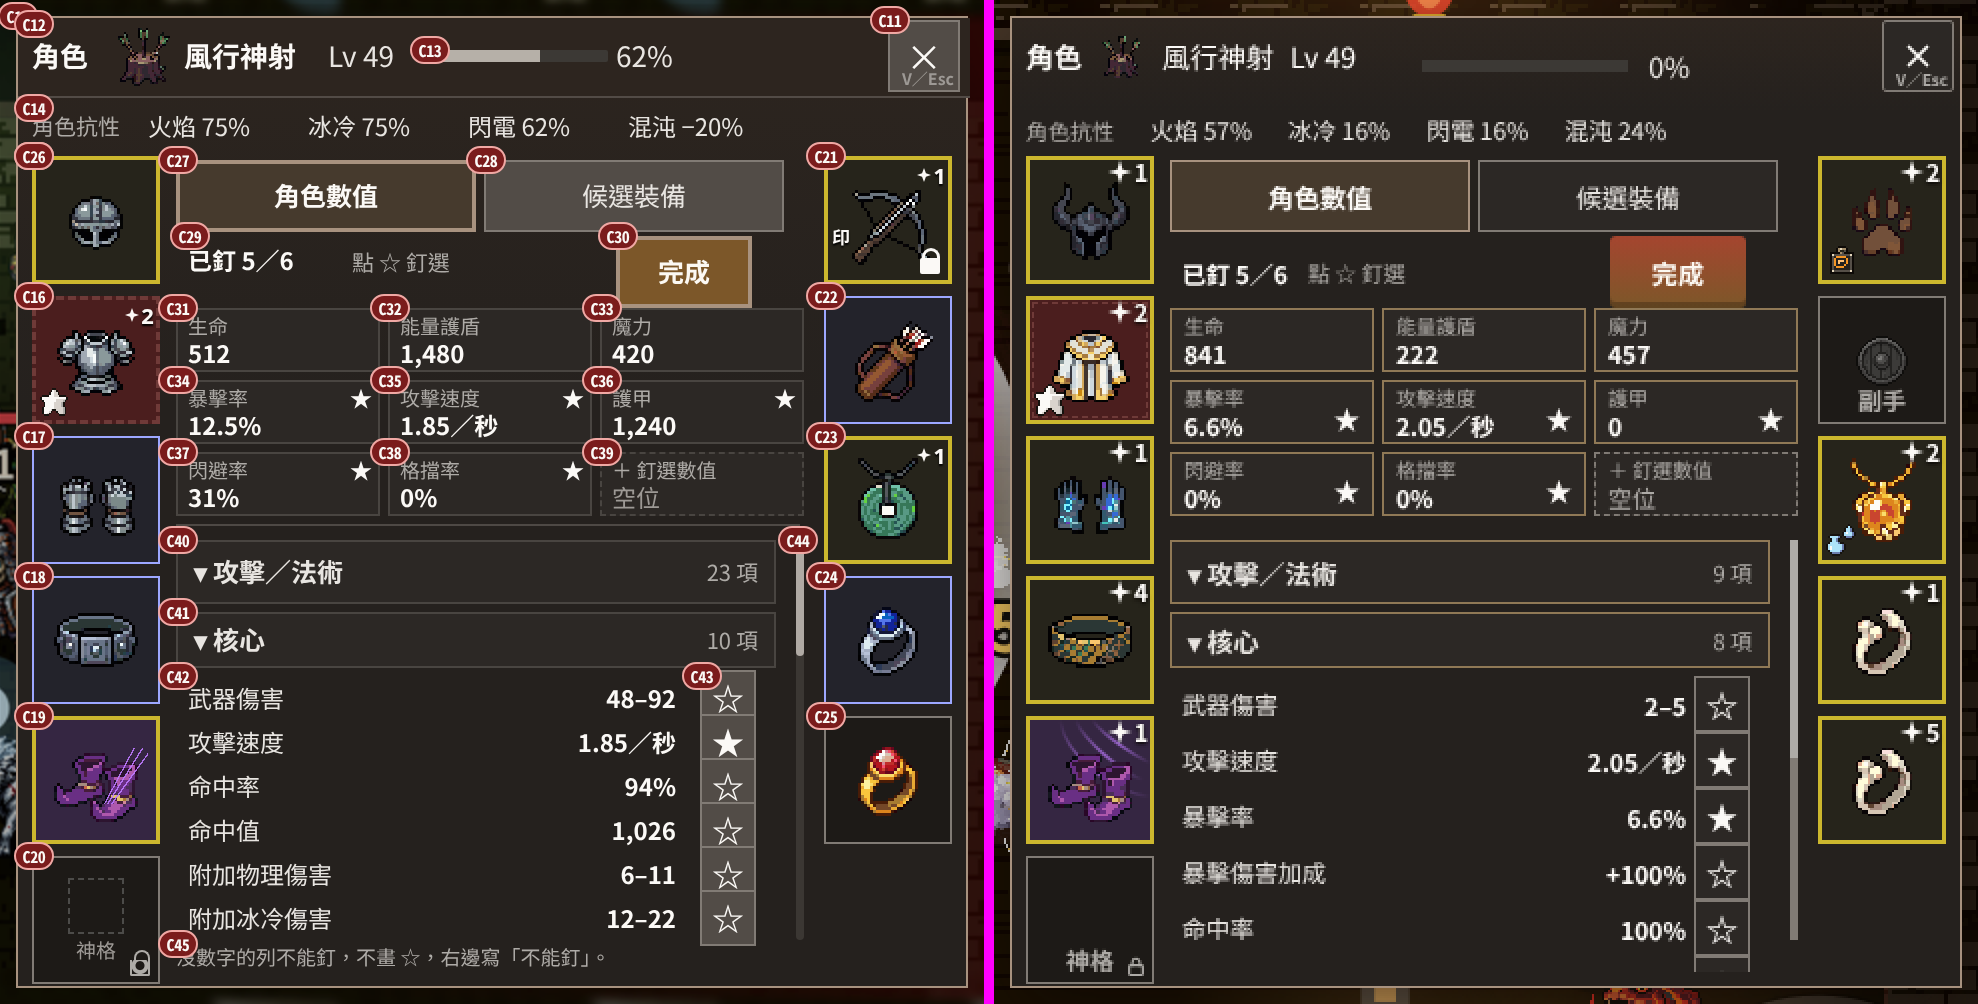 C12
角色
風行神射
Lv 49
C13
62%
C11
V／Esc
C14
角色抗性
火焰 75%
冰冷 75%
閃電 62%
混沌 −20%
C26
C27
角色數值
C28
候選裝備
C21
+1
印
C29
已釘 5／6
點 ☆ 釘選
C30
完成
C16
+2
C31
生命
512
C32
能量護盾
1,480
C33
魔力
420
C22
C34
暴擊率
★
12.5%
C35
攻擊速度
★
1.85／秒
C36
護甲
★
1,240
C17
C37
閃避率
★
31%
C38
格擋率
★
0%
C39
＋ 釘選數值
空位
C23
+1
C40
▼攻擊／法術
23 項
C44
C18
C24
C41
▼核心
10 項
C42
武器傷害
48–92
C43
☆
攻擊速度
1.85／秒
★
命中率
94%
☆
命中值
1,026
☆
附加物理傷害
6–11
☆
附加冰冷傷害
12–22
☆
C19
C25
C20
神格
C45
沒數字的列不能釘，不畫 ☆，右邊寫「不能釘」。
角色
風行神射
Lv 49
0%
V／Esc
角色抗性
火焰 57%
冰冷 16%
閃電 16%
混沌 24%
+1
角色數值
候選裝備
+2
已釘 5／6
點 ☆ 釘選
完成
+2
生命
841
能量護盾
222
魔力
457
副手
暴擊率
6.6%
★
攻擊速度
2.05／秒
★
護甲
0
★
+1
閃避率
0%
★
格擋率
0%
★
＋ 釘選數值
空位
+2
▼攻擊／法術
9 項
+4
▼核心
8 項
+1
武器傷害
2–5
☆
攻擊速度
2.05／秒
★
暴擊率
6.6%
★
暴擊傷害加成
+100%
☆
命中率
100%
☆
+1
+5
神格